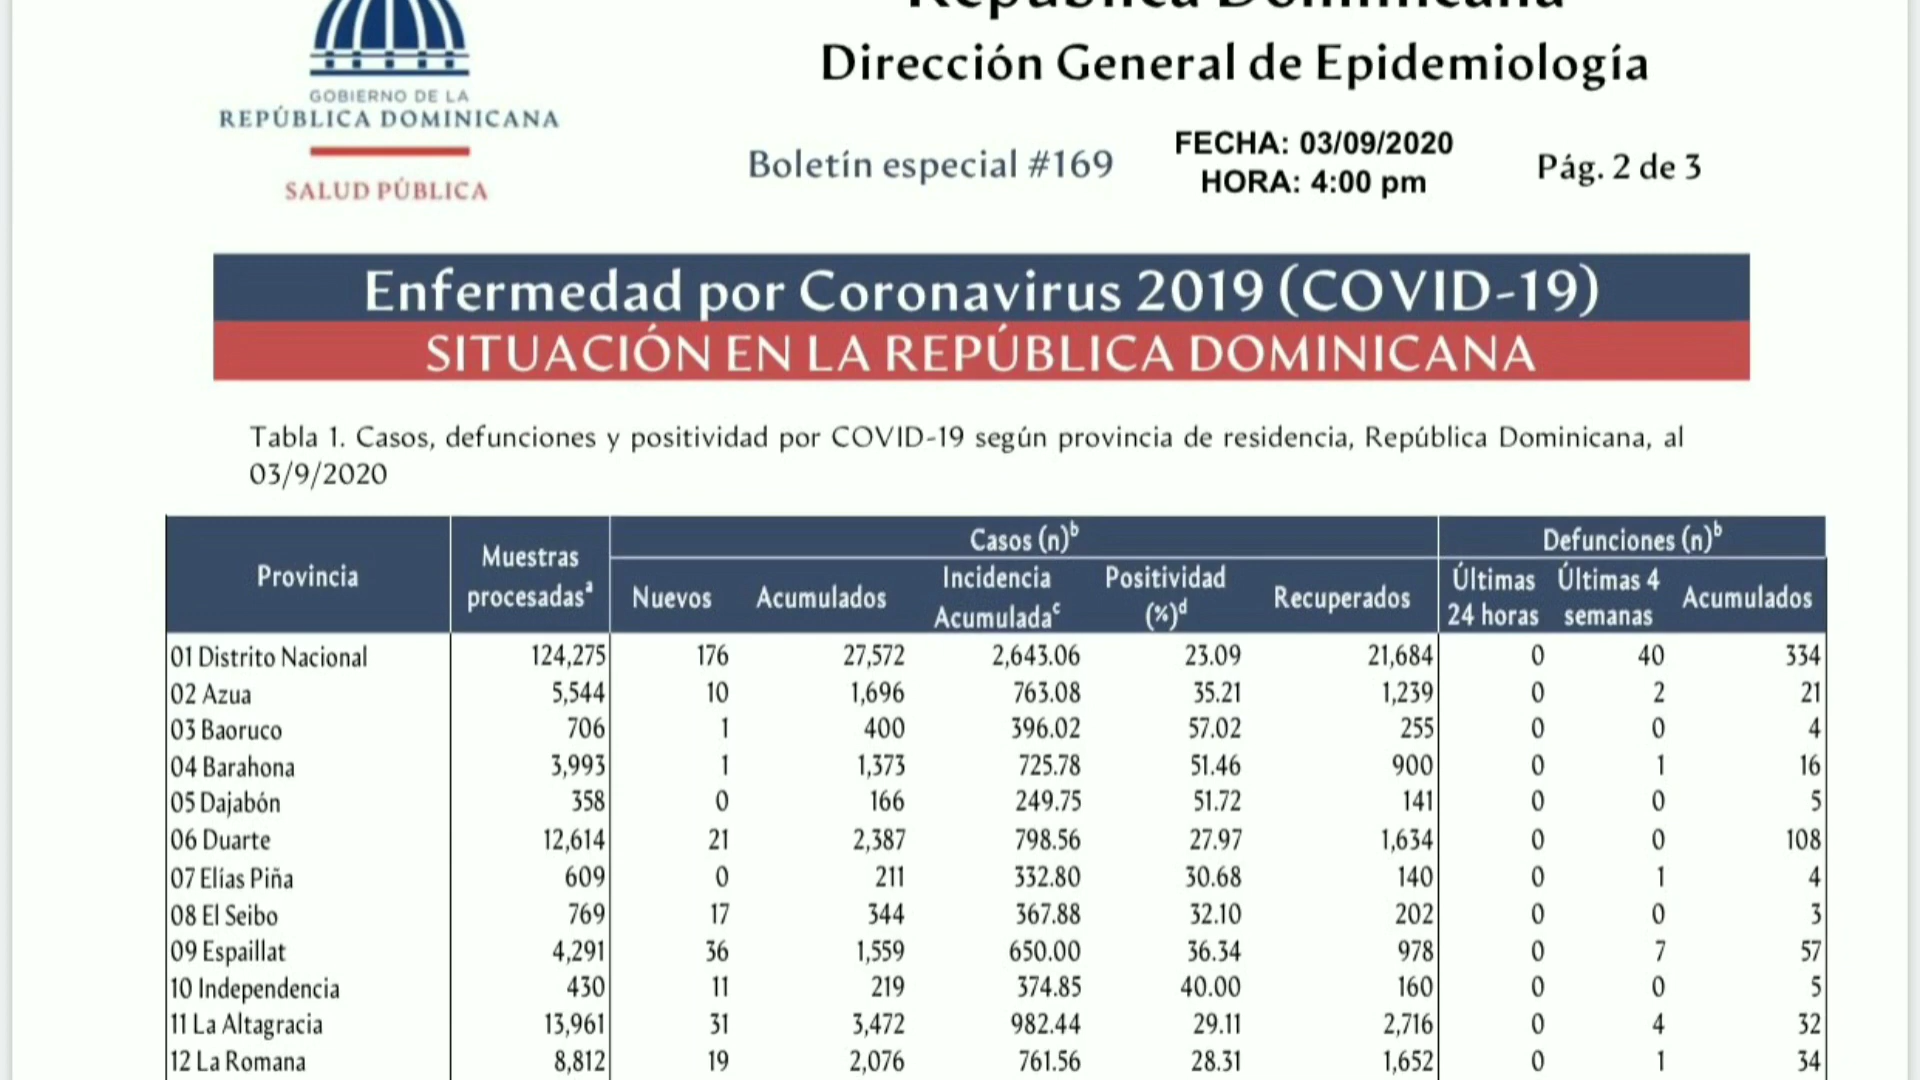 República Dominicana
Dirección General de Epidemiología
GOBIERNO DE LA
REPÚBLICA DOMINICANA
SALUD PÚBLICA
Boletín especial #169
FECHA: 03/09/2020
HORA: 4:00 pm
Pág. 2 de 3
Enfermedad por Coronavirus 2019 (COVID-19)
SITUACIÓN EN LA REPÚBLICA DOMINICANA
Tabla 1. Casos, defunciones y positividad por COVID-19 según provincia de residencia, República Dominicana, al
03/9/2020
Provincia Muestras procesadasª Casos (n)ᵇ Defunciones (n)ᵇ
Nuevos Acumulados Incidencia Acumuladaᶜ Positividad (%)ᵈ Recuperados Últimas 24 horas Últimas 4 semanas Acumulados
01 Distrito Nacional 124,275 176 27,572 2,643.06 23.09 21,684 0 40 334
02 Azua 5,544 10 1,696 763.08 35.21 1,239 0 2 21
03 Baoruco 706 1 400 396.02 57.02 255 0 0 4
04 Barahona 3,993 1 1,373 725.78 51.46 900 0 1 16
05 Dajabón 358 0 166 249.75 51.72 141 0 0 5
06 Duarte 12,614 21 2,387 798.56 27.97 1,634 0 0 108
07 Elías Piña 609 0 211 332.80 30.68 140 0 1 4
08 El Seibo 769 17 344 367.88 32.10 202 0 0 3
09 Espaillat 4,291 36 1,559 650.00 36.34 978 0 7 57
10 Independencia 430 11 219 374.85 40.00 160 0 0 5
11 La Altagracia 13,961 31 3,472 982.44 29.11 2,716 0 4 32
12 La Romana 8,812 19 2,076 761.56 28.31 1,652 0 1 34